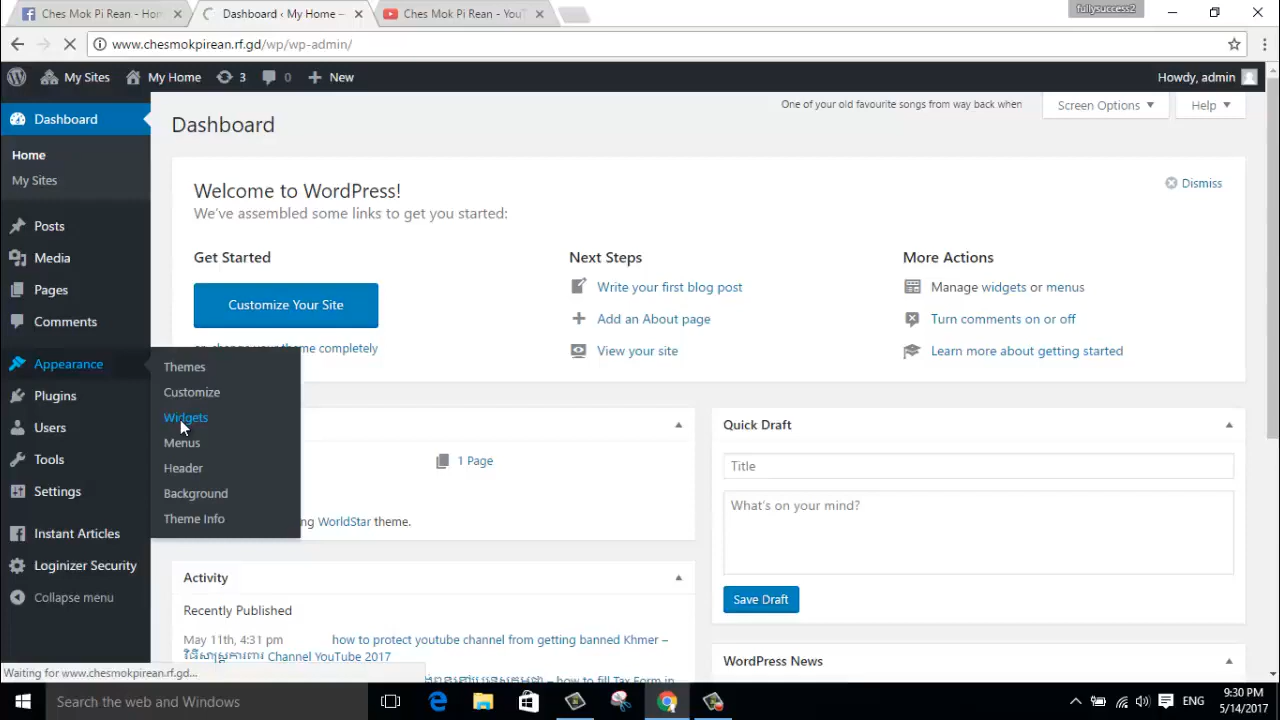 Ches Mok Pi Rean - Hom
Dashboard ‹ My Home –
Ches Mok Pi Rean - YouT
fullysuccess2
www.chesmokpirean.rf.gd/wp/wp-admin/
My Sites
My Home
3
0
New
Howdy, admin
Dashboard
Home
My Sites
Posts
Media
Pages
Comments
Appearance
Plugins
Users
Tools
Settings
Instant Articles
Loginizer Security
Collapse menu
Themes
Customize
Widgets
Menus
Header
Background
Theme Info
One of your old favourite songs from way back when
Screen Options
Help
Dashboard
Welcome to WordPress!
Dismiss
We've assembled some links to get you started:
Get Started
Customize Your Site
theme completely
Next Steps
Write your first blog post
Add an About page
View your site
More Actions
Manage widgets or menus
Turn comments on or off
Learn more about getting started
1 Page
ng WorldStar theme.
Activity
Recently Published
May 11th, 4:31 pm
how to protect youtube channel from getting banned Khmer –
Channel YouTube 2017
– how to fill Tax Form in
Quick Draft
Title
What's on your mind?
Save Draft
WordPress News
Waiting for www.chesmokpirean.rf.gd...
Search the web and Windows
ENG
9:30 PM
5/14/2017